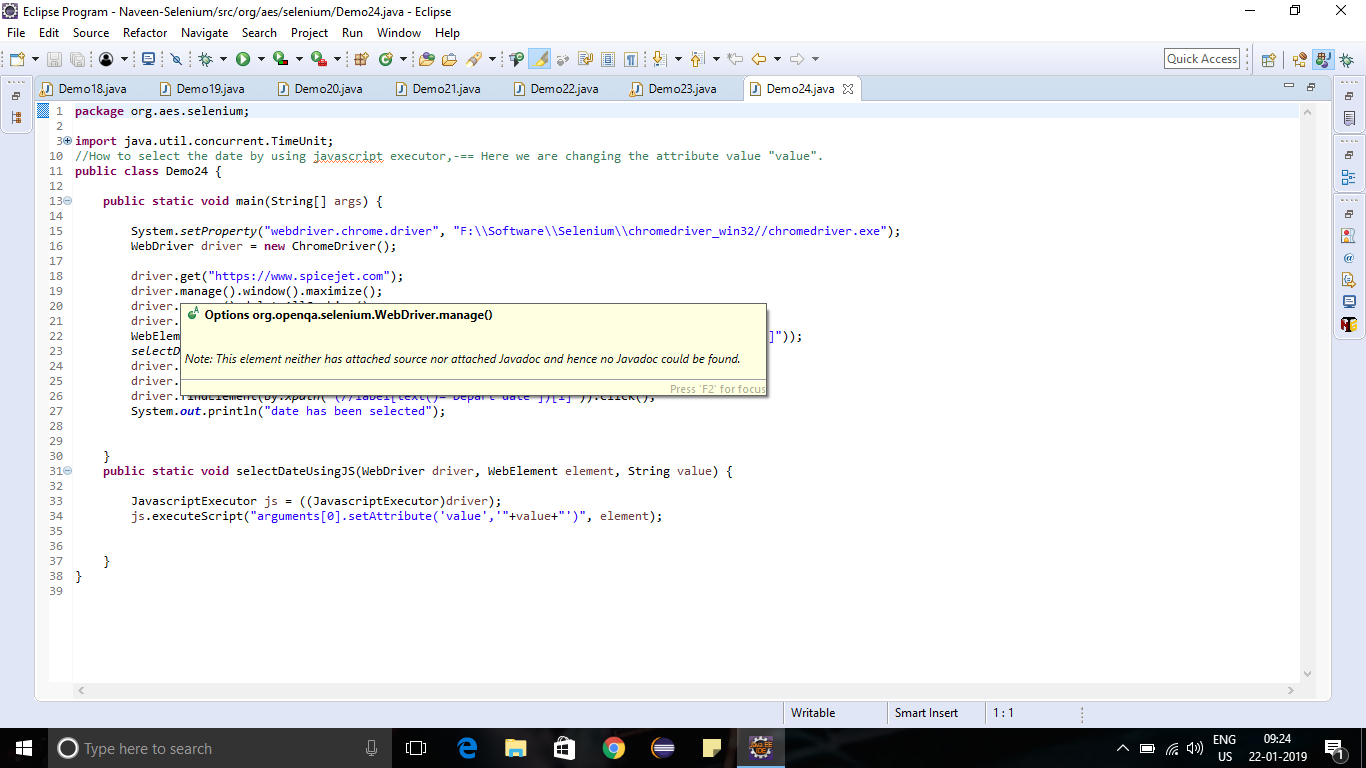 Eclipse Program - Naveen-Selenium/src/org/aes/selenium/Demo24.java - Eclipse
File Edit Source Refactor Navigate Search Project Run Window Help
Quick Access
Demo18.java Demo19.java Demo20.java Demo21.java Demo22.java Demo23.java Demo24.java
1 package org.aes.selenium;
2
3 import java.util.concurrent.TimeUnit;
10 //How to select the date by using javascript executor,-== Here we are changing the attribute value "value".
11 public class Demo24 {
12
13 public static void main(String[] args) {
14
15 System.setProperty("webdriver.chrome.driver", "F:\\Software\\Selenium\\chromedriver_win32//chromedriver.exe");
16 WebDriver driver = new ChromeDriver();
17
18 driver.get("https://www.spicejet.com");
19 driver.manage().window().maximize();
20 driver.
21 driver.
22 WebElem ]"));
23 selectD
24 driver.
25 driver.
26 driver.findElement(By.xpath("(//label[text()='Depart date'])[1]")).click();
27 System.out.println("date has been selected");
28
29
30 }
31 public static void selectDateUsingJS(WebDriver driver, WebElement element, String value) {
32
33 JavascriptExecutor js = ((JavascriptExecutor)driver);
34 js.executeScript("arguments[0].setAttribute('value','"+value+"')", element);
35
36
37 }
38 }
39
Options org.openqa.selenium.WebDriver.manage()
Note: This element neither has attached source nor attached Javadoc and hence no Javadoc could be found.
Press 'F2' for focus
Writable Smart Insert 1 : 1
Type here to search
ENG
US
09:24
22-01-2019
1